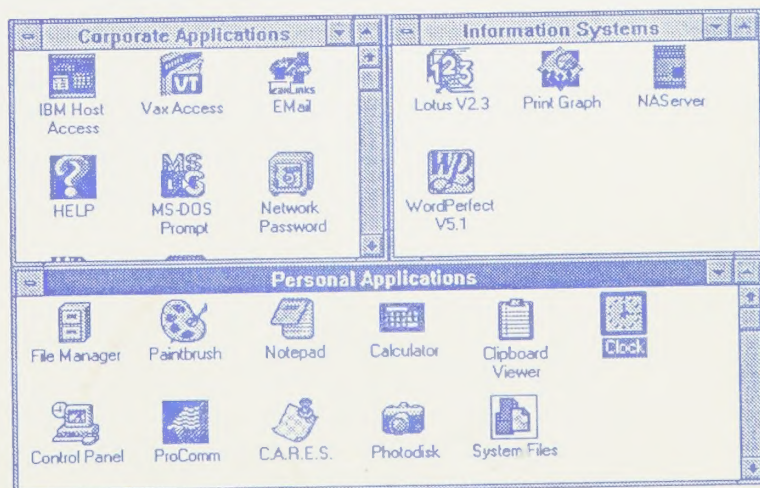 Corporate Applications
IBM Host
Access
Vax Access
EMail
HELP
MS-DOS
Prompt
Network
Password
Information Systems
Lotus V2.3
Print Graph
NAServer
WordPerfect
V5.1
Personal Applications
File Manager
Paintbrush
Notepad
Calculator
Clipboard
Viewer
Clock
Control Panel
ProComm
C.A.R.E.S.
Photodisk
System Files